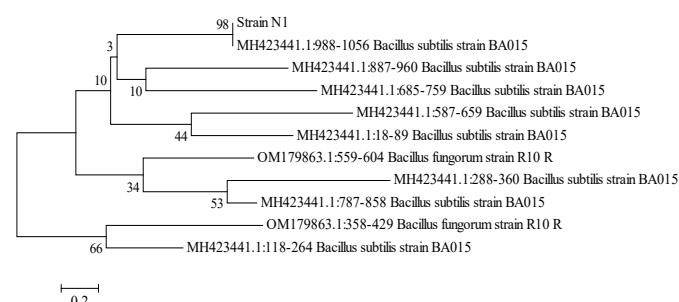 98 Strain N1
MH423441.1:988-1056 Bacillus subtilis strain BA015
3
MH423441.1:887-960 Bacillus subtilis strain BA015
10
10
MH423441.1:685-759 Bacillus subtilis strain BA015
MH423441.1:587-659 Bacillus subtilis strain BA015
44
MH423441.1:18-89 Bacillus subtilis strain BA015
OM179863.1:559-604 Bacillus fungorum strain R10 R
34
MH423441.1:288-360 Bacillus subtilis strain BA015
53
MH423441.1:787-858 Bacillus subtilis strain BA015
OM179863.1:358-429 Bacillus fungorum strain R10 R
66
MH423441.1:118-264 Bacillus subtilis strain BA015
0.2